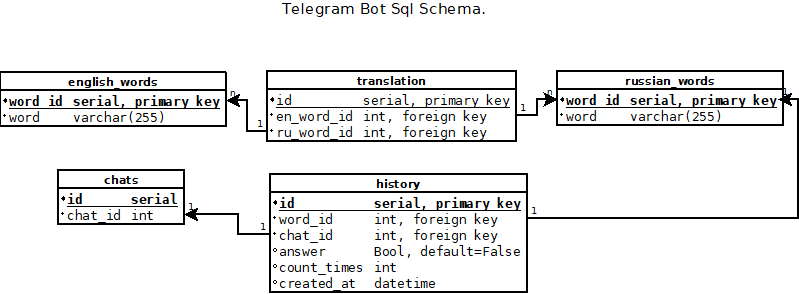 Telegram Bot Sql Schema.
english_words
word_id serial, primary key
word varchar(255)
translation
id serial, primary key
en_word_id int, foreign key
ru_word_id int, foreign key
russian_words
word_id serial, primary key
word varchar(255)
n
1
1
n
1
chats
id serial
chat_id int
history
id serial, primary key
word_id int, foreign key
chat_id int, foreign key
answer Bool, default=False
count_times int
created_at datetime
1
1
1